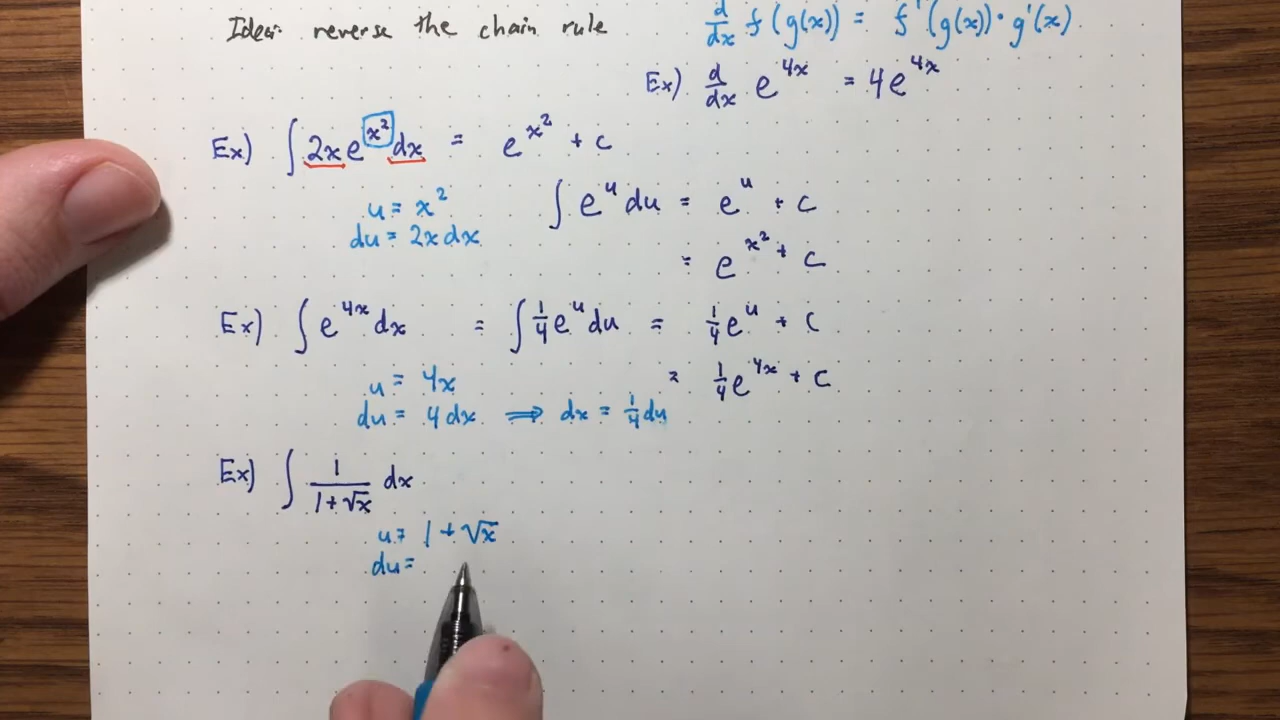 Idea: reverse the chain rule d/dx f(g(x)) = f'(g(x))·g'(x).
Ex) d/dx e^{4x} = 4e^{4x}
Ex) ∫ 2x e^{x²} dx = e^{x²} + C
u = x² ∫ e^u du = e^u + C
du = 2x dx
= e^{x²} + C
Ex) ∫ e^{4x} dx = ∫ 1/4 e^u du = 1/4 e^u + C
u = 4x = 1/4 e^{4x} + C
du = 4 dx ⟹ dx = 1/4 du
Ex) ∫ 1/(1+√x) dx
u = 1 + √x
du =